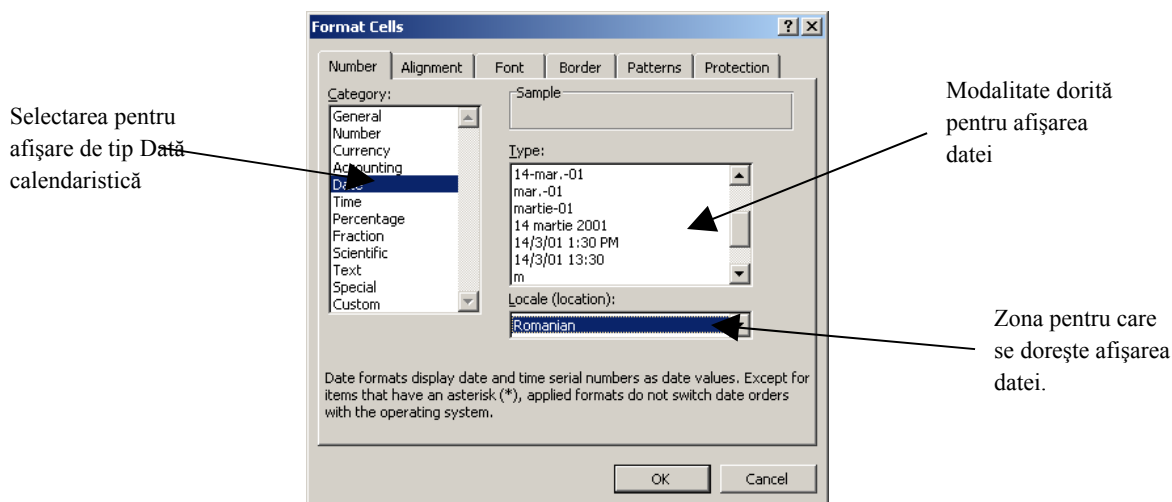 Format Cells
Number
Alignment
Font
Border
Patterns
Protection
Category:
General
Number
Currency
Accounting
Date
Time
Percentage
Fraction
Scientific
Text
Special
Custom
Sample
Type:
14-mar.-01
mar.-01
martie-01
14 martie 2001
14/3/01 1:30 PM
14/3/01 13:30
m
Locale (location):
Romanian
Date formats display date and time serial numbers as date values. Except for
items that have an asterisk (*), applied formats do not switch date orders
with the operating system.
OK
Cancel
Selectarea pentru
afişare de tip Dată
calendaristică
Modalitate dorită
pentru afişarea
datei
Zona pentru care
se doreşte afişarea
datei.